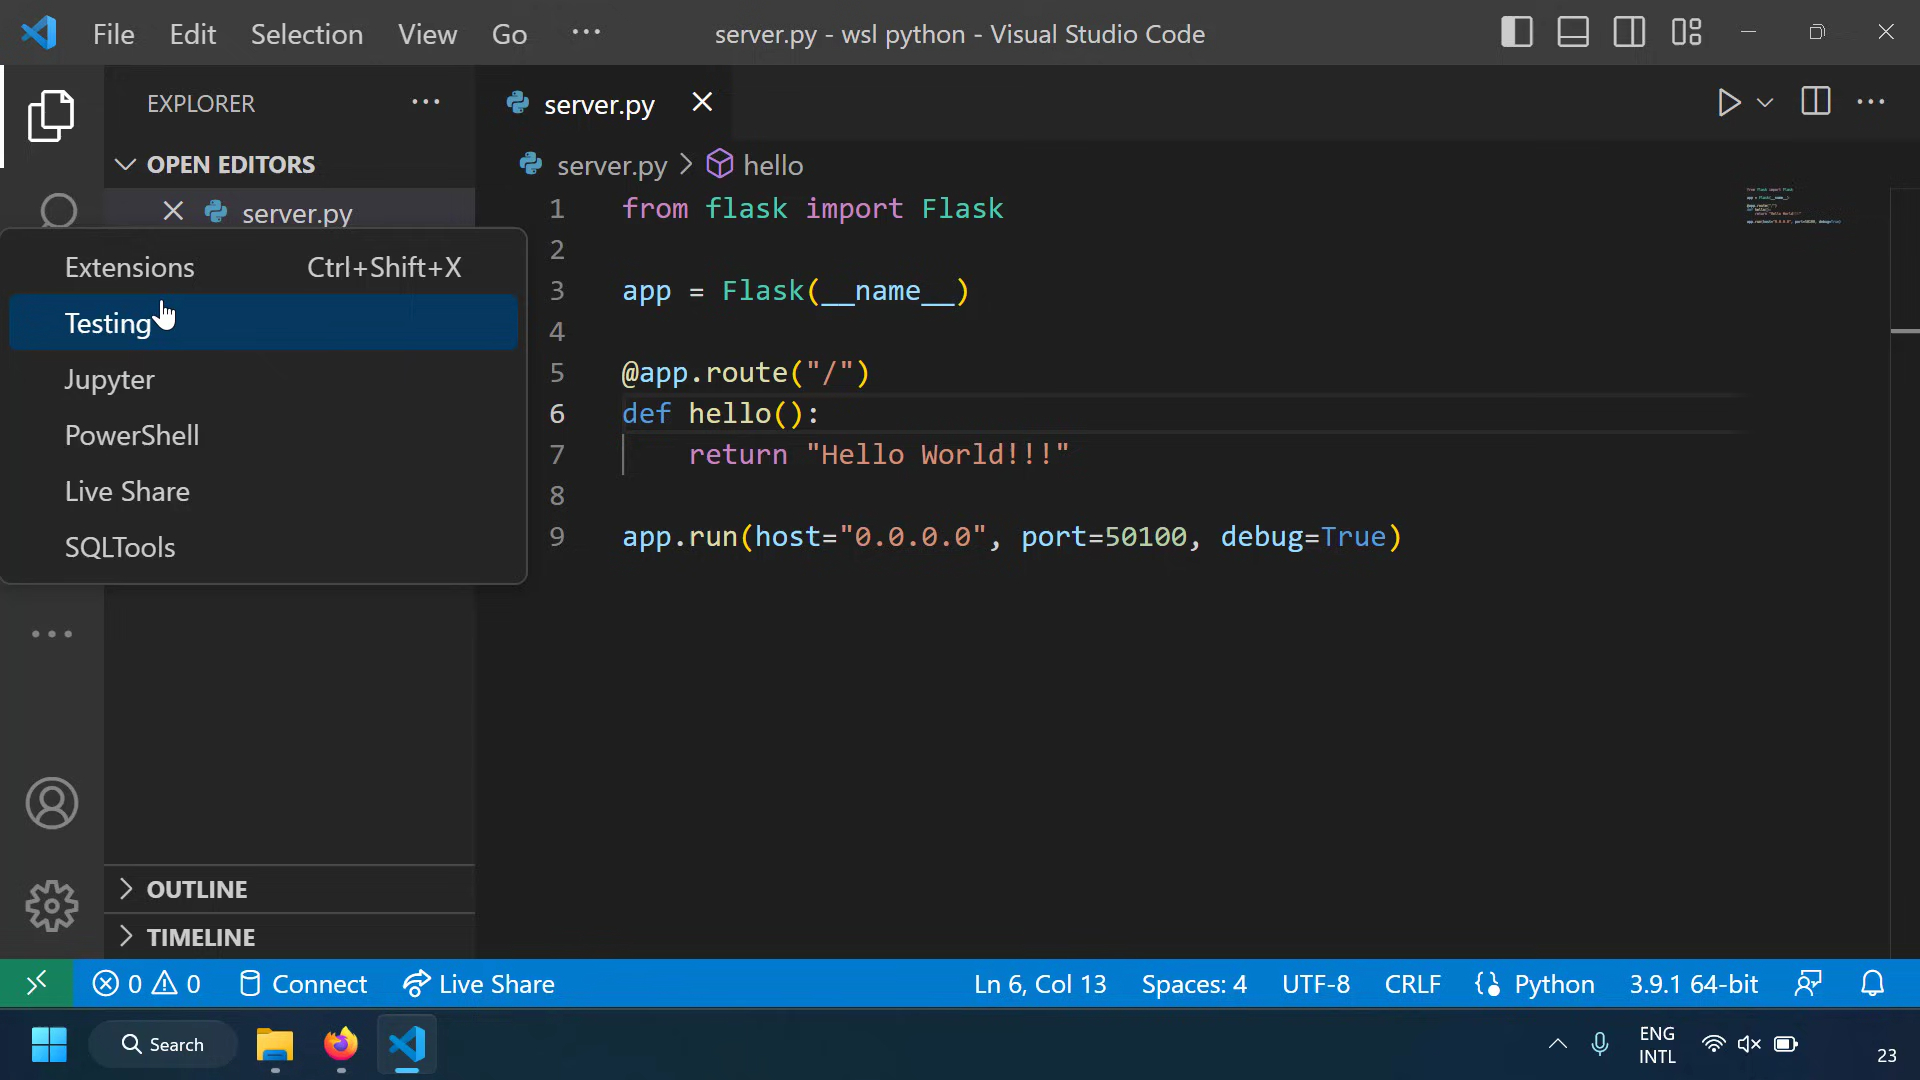 File Edit Selection View Go ··· server.py - wsl python - Visual Studio Code
EXPLORER ···
server.py
OPEN EDITORS
server.py
server.py > hello
Extensions Ctrl+Shift+X
Testing
Jupyter
PowerShell
Live Share
SQLTools
1 from flask import Flask
2
3 app = Flask(__name__)
4
5 @app.route("/")
6 def hello():
7     return "Hello World!!!"
8
9 app.run(host="0.0.0.0", port=50100, debug=True)
OUTLINE
TIMELINE
0 0 Connect Live Share Ln 6, Col 13 Spaces: 4 UTF-8 CRLF Python 3.9.1 64-bit
Search
ENG
INTL
23